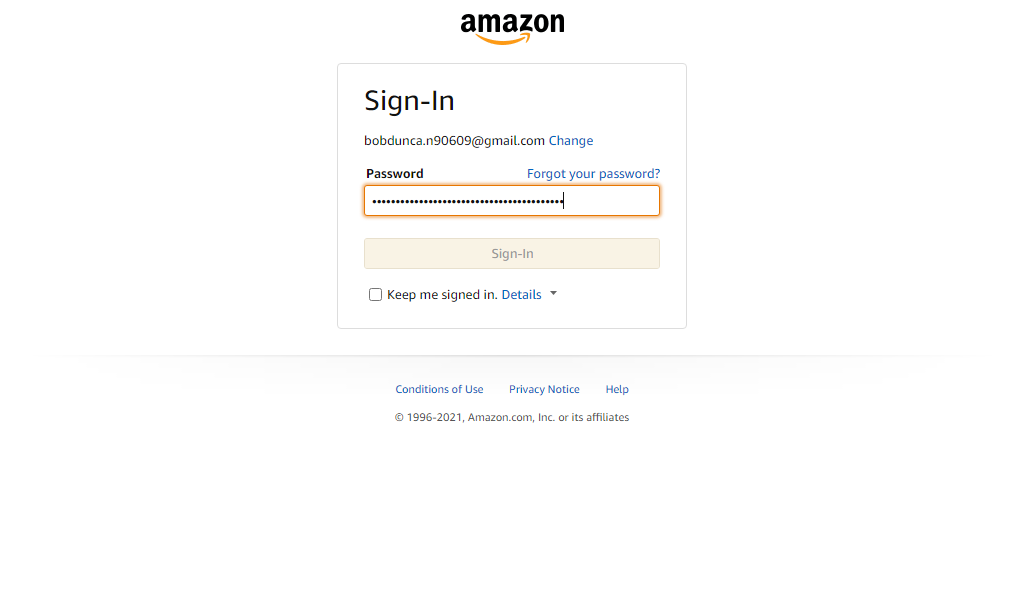 amazon
Sign-In
bobdunca.n90609@gmail.com Change
Password Forgot your password?
Sign-In
Keep me signed in. Details
Conditions of Use Privacy Notice Help
© 1996-2021, Amazon.com, Inc. or its affiliates